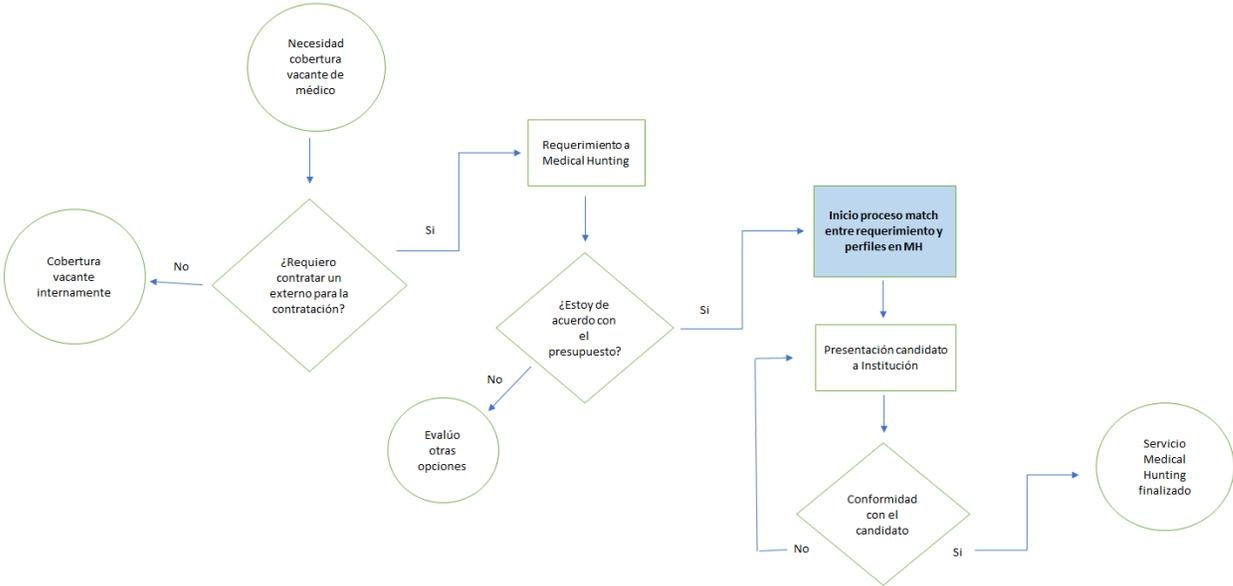 Necesidad
cobertura
vacante de
médico
Requerimiento a
Medical Hunting
Si
Inicio proceso match
entre requerimiento y
perfiles en MH
Cobertura
vacante
internamente
No
¿Requiero
contratar un
externo para la
contratación?
¿Estoy de
acuerdo con
el
presupuesto?
Si
Presentación candidato
a Institución
No
Evalúo
otras
opciones
Conformidad
con el
candidato
No
Si
Servicio
Medical
Hunting
finalizado